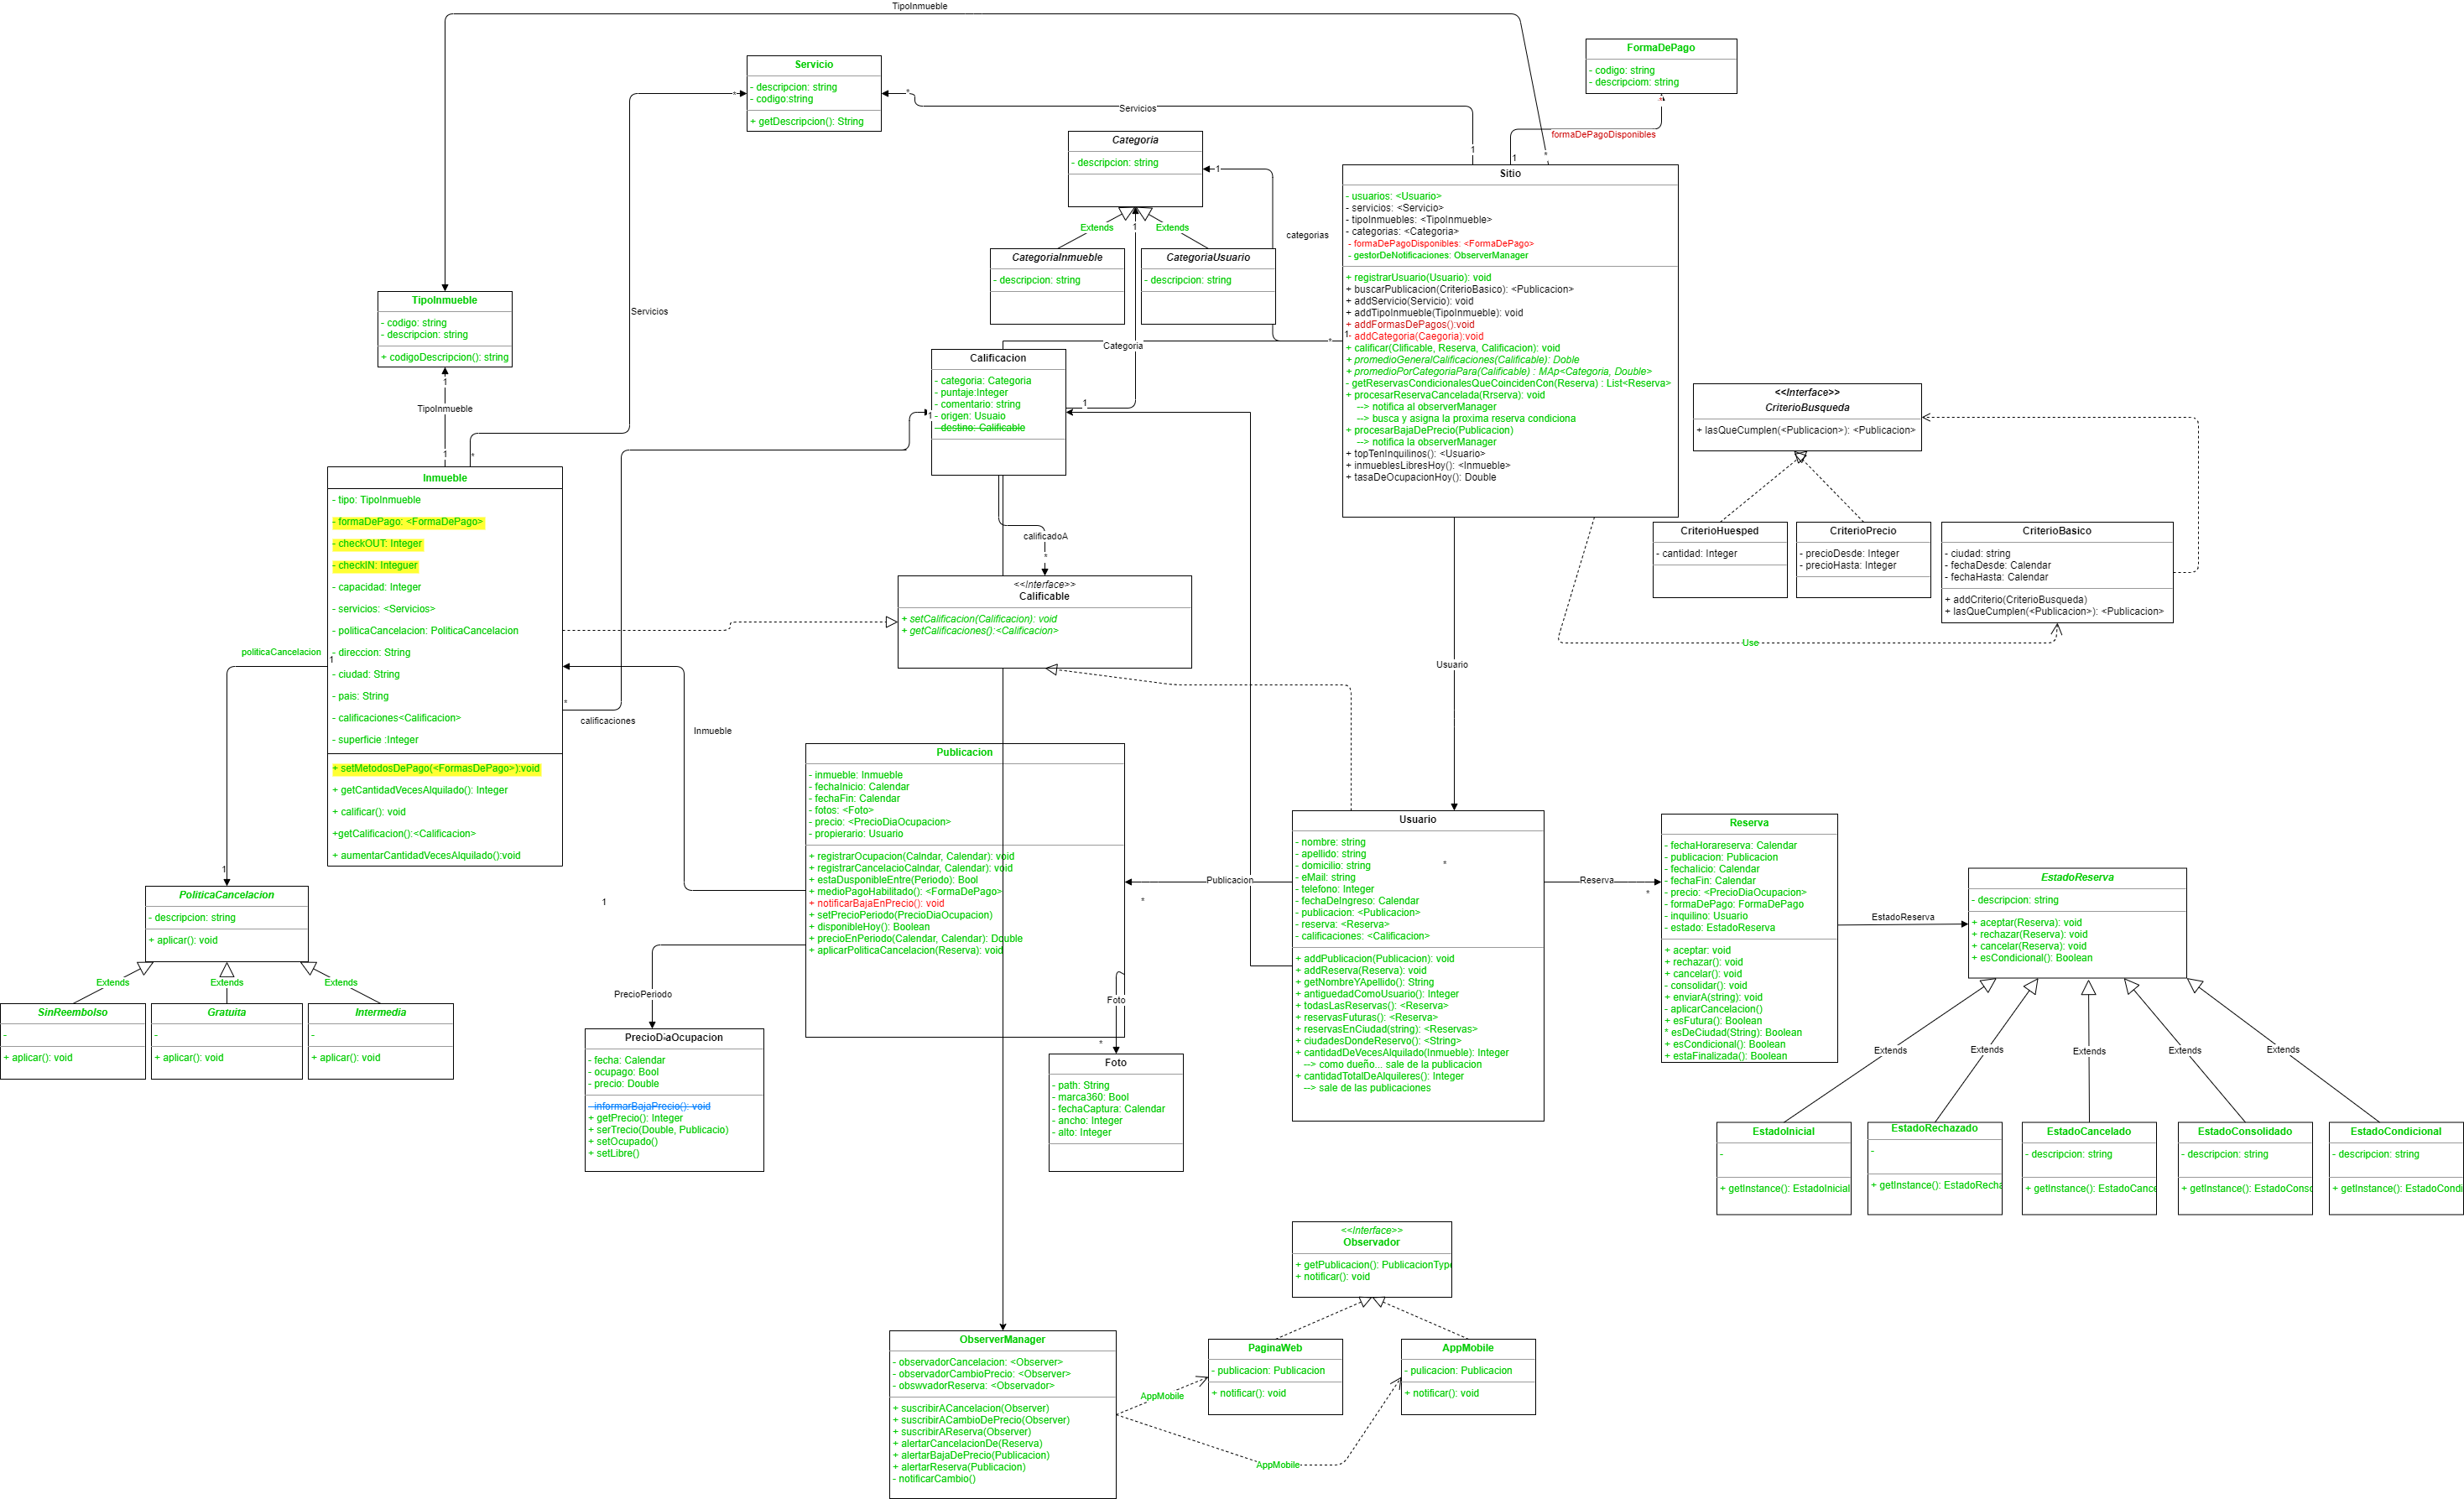 TipoInmueble
FormaDePago
- codigo: string
- descripciom: string
*
formaDePagoDisponibles
1
Servicio
- descripcion: string
- codigo:string
+ getDescripcion(): String
*
*
Servicios
1
*
Categoria
- descripcion: string
1
Extends
1
Extends
CategoriaInmueble
- descripcion: string
CategoriaUsuario
- descripcion: string
categorias
Sitio
- usuarios: <Usuario>
- servicios: <Servicio>
- tipoInmuebles: <TipoInmueble>
- categorias: <Categoria>
- formaDePagoDisponibles: <FormaDePago>
- gestorDeNotificaciones: ObserverManager
+ registrarUsuario(Usuario): void
+ buscarPublicacion(CriterioBasico): <Publicacion>
+ addServicio(Servicio): void
+ addTipoInmueble(TipoInmueble): void
+ addFormasDePagos():void
1
- addCategoria(Caegoria):void
+ calificar(Clificable, Reserva, Calificacion): void
+ promedioGeneralCalificaciones(Calificable): Doble
+ promedioPorCategoriaPara(Calificable) : MAp<Categoria, Double>
- getReservasCondicionalesQueCoincidenCon(Reserva) : List<Reserva>
+ procesarReservaCancelada(Rrserva): void
--> notifica al observerManager
--> busca y asigna la proxima reserva condiciona
+ procesarBajaDePrecio(Publicacion)
--> notifica la observerManager
+ topTenInquilinos(): <Usuario>
+ inmueblesLibresHoy(): <Inmueble>
+ tasaDeOcupacionHoy(): Double
TipoInmueble
- codigo: string
- descripcion: string
+ codigoDescripcion(): string
1
TipoInmueble
1
Servicios
*
Categoria
*
Calificacion
- categoria: Categoria
- puntaje:Integer
- comentario: string
- origen: Usuaio
- destino: Calificable
1
1
<<Interface>>
CriterioBusqueda
+ lasQueCumplen(<Publicacion>): <Publicacion>
CriterioHuesped
- cantidad: Integer
CriterioPrecio
- precioDesde: Integer
- precioHasta: Integer
CriterioBasico
- ciudad: string
- fechaDesde: Calendar
- fechaHasta: Calendar
+ addCriterio(CriterioBusqueda)
+ lasQueCumplen(<Publicacion>): <Publicacion>
Use
Inmueble
- tipo: TipoInmueble
- formaDePago: <FormaDePago>
- checkOUT: Integer
- checkIN: Integuer
- capacidad: Integer
- servicios: <Servicios>
- politicaCancelacion: PoliticaCancelacion
- direccion: String
- ciudad: String
- pais: String
- calificaciones<Calificacion>
- superficie :Integer
+ setMetodosDePago(<FormasDePago>):void
+ getCantidadVecesAlquilado(): Integer
+ calificar(): void
+getCalificacion():<Calificacion>
+ aumentarCantidadVecesAlquilado():void
politicaCancelacion
1
1
*
calificaciones
calificadoA
*
<<Interface>>
Calificable
+ setCalificacion(Calificacion): void
+ getCalificaciones():<Calificacion>
Usuario
Inmueble
1
Publicacion
- inmueble: Inmueble
- fechaInicio: Calendar
- fechaFin: Calendar
- fotos: <Foto>
- precio: <PrecioDiaOcupacion>
- propierario: Usuario
+ registrarOcupacion(Calndar, Calendar): void
+ registrarCancelacioCalndar, Calendar): void
+ estaDusponibleEntre(Periodo): Bool
+ medioPagoHabilitado(): <FormaDePago>
+ notificarBajaEnPrecio(): void
+ setPrecioPeriodo(PrecioDiaOcupacion)
+ disponibleHoy(): Boolean
+ precioEnPeriodo(Calendar, Calendar): Double
+ aplicarPoliticaCancelacion(Reserva): void
Publicacion
*
Usuario
- nombre: string
- apellido: string
- domicilio: string
- eMail: string
- telefono: Integer
- fechaDeIngreso: Calendar
- publicacion: <Publicacion>
- reserva: <Reserva>
- calificaciones: <Calificacion>
*
+ addPublicacion(Publicacion): void
+ addReserva(Reserva): void
+ getNombreYApellido(): String
+ antiguedadComoUsuario(): Integer
+ todasLasReservas(): <Reserva>
+ reservasFuturas(): <Reserva>
+ reservasEnCiudad(string): <Reservas>
+ ciudadesDondeReservo(): <String>
+ cantidadDeVecesAlquilado(Inmueble): Integer
--> como dueño... sale de la publicacion
+ cantidadTotalDeAlquileres(): Integer
--> sale de las publicaciones
Reserva
*
Reserva
- fechaHorareserva: Calendar
- publicacion: Publicacion
- fechaIicio: Calendar
- fechaFin: Calendar
- precio: <PrecioDiaOcupacion>
- formaDePago: FormaDePago
- inquilino: Usuario
- estado: EstadoReserva
+ aceptar: void
+ rechazar(): void
+ cancelar(): void
- consolidar(): void
+ enviarA(string): void
- aplicarCancelacion()
+ esFutura(): Boolean
* esDeCiudad(String): Boolean
+ esCondicional(): Boolean
+ estaFinalizada(): Boolean
EstadoReserva
EstadoReserva
- descripcion: string
+ aceptar(Reserva): void
+ rechazar(Reserva): void
+ cancelar(Reserva): void
+ esCondicional(): Boolean
Extends
Extends
Extends
Extends
Extends
EstadoInicial
-
+ getInstance(): EstadoInicial
EstadoRechazado
-
+ getInstance(): EstadoRecha
EstadoCancelado
- descripcion: string
+ getInstance(): EstadoCance
EstadoConsolidado
- descripcion: string
+ getInstance(): EstadoConso
EstadoCondicional
- descripcion: string
+ getInstance(): EstadoCondi
PoliticaCancelacion
- descripcion: string
+ aplicar(): void
Extends
Extends
Extends
SinReembolso
-
+ aplicar(): void
Gratuita
-
+ aplicar(): void
Intermedia
-
+ aplicar(): void
PrecioPeriodo
PrecioDiaOcupacion
- fecha: Calendar
- ocupago: Bool
- precio: Double
- informarBajaPrecio(): void
+ getPrecio(): Integer
+ serTrecio(Double, Publicacio)
+ setOcupado()
+ setLibre()
Foto
*
Foto
- path: String
- marca360: Bool
- fechaCaptura: Calendar
- ancho: Integer
- alto: Integer
<<Interface>>
Observador
+ getPublicacion(): PublicacionType
+ notificar(): void
ObserverManager
- observadorCancelacion: <Observer>
- observadorCambioPrecio: <Observer>
- obswvadorReserva: <Observador>
+ suscribirACancelacion(Observer)
+ suscribirACambioDePrecio(Observer)
+ suscribirAReserva(Observer)
+ alertarCancelacionDe(Reserva)
+ alertarBajaDePrecio(Publicacion)
+ alertarReserva(Publicacion)
- notificarCambio()
AppMobile
AppMobile
PaginaWeb
- publicacion: Publicacion
+ notificar(): void
AppMobile
- pulicacion: Publicacion
+ notificar(): void